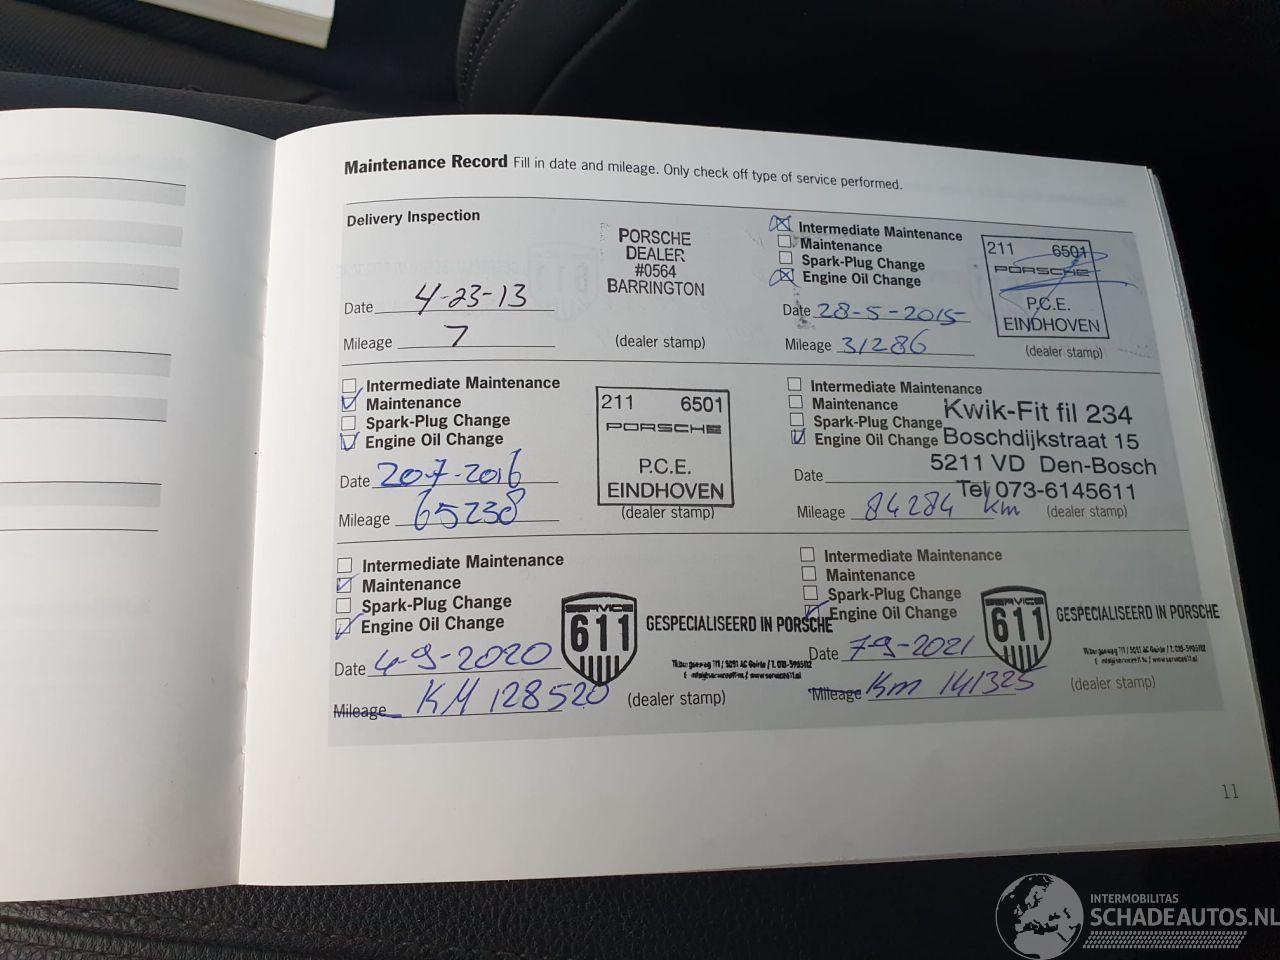 Maintenance Record Fill in date and mileage. Only check off type of service performed.
Delivery Inspection
PORSCHE
DEALER
#0564
BARRINGTON
Date 4-23-13
Mileage 7
(dealer stamp)
Intermediate Maintenance
Maintenance
Spark-Plug Change
Engine Oil Change
211 6501
PORSCHE
P.C.E.
EINDHOVEN
Date 28-5-2015
Mileage 31286
(dealer stamp)
Intermediate Maintenance
Maintenance
Spark-Plug Change
Engine Oil Change
211 6501
PORSCHE
P.C.E.
EINDHOVEN
Date 20-7-2016
Mileage 65238
(dealer stamp)
Intermediate Maintenance
Maintenance
Spark-Plug Change
Engine Oil Change
Kwik-Fit fil 234
Boschdijkstraat 15
5211 VD Den-Bosch
Tel 073-6145611
Date
Mileage 84284 km
(dealer stamp)
Intermediate Maintenance
Maintenance
Spark-Plug Change
Engine Oil Change
SERVICE
611
GESPECIALISEERD IN PORSCHE
Date 4-9-2020
Mileage KM 128520
(dealer stamp)
Intermediate Maintenance
Maintenance
Spark-Plug Change
Engine Oil Change
SERVICE
611
GESPECIALISEERD IN PORSCHE
Date 7-9-2021
Mileage Km 141325
(dealer stamp)
11
INTERMOBILITAS
SCHADEAUTOS.NL